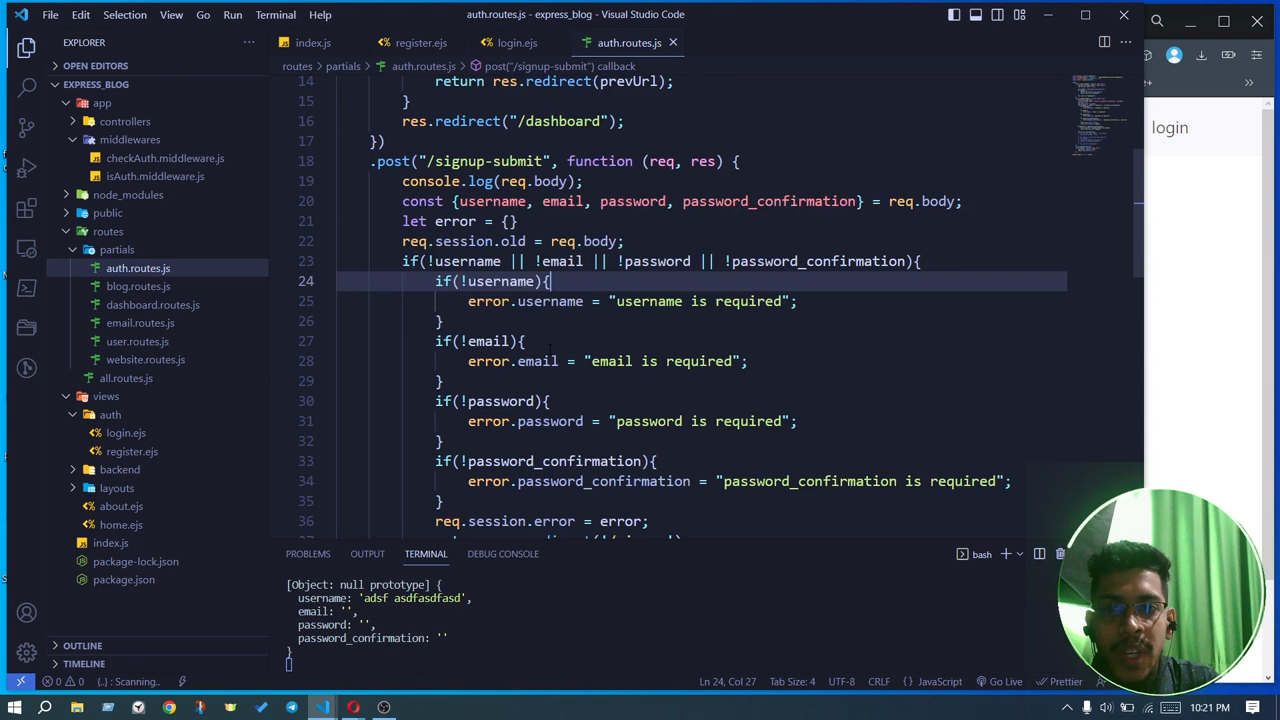 File Edit Selection View Go Run Terminal Help
auth.routes.js - express_blog - Visual Studio Code
EXPLORER
OPEN EDITORS
EXPRESS_BLOG
app
controllers
middlewares
checkAuth.middleware.js
isAuth.middleware.js
node_modules
public
routes
partials
auth.routes.js
blog.routes.js
dashboard.routes.js
email.routes.js
user.routes.js
website.routes.js
all.routes.js
views
auth
login.ejs
register.ejs
backend
layouts
about.ejs
home.ejs
index.js
package-lock.json
package.json
OUTLINE
TIMELINE
index.js register.ejs login.ejs auth.routes.js
routes > partials > auth.routes.js > post("/signup-submit") callback
14 return res.redirect(prevUrl);
15 }
16 res.redirect("/dashboard");
17 })
18 .post("/signup-submit", function (req, res) {
19 console.log(req.body);
20 const {username, email, password, password_confirmation} = req.body;
21 let error = {}
22 req.session.old = req.body;
23 if(!username || !email || !password || !password_confirmation){
24 if(!username){
25 error.username = "username is required";
26 }
27 if(!email){
28 error.email = "email is required";
29 }
30 if(!password){
31 error.password = "password is required";
32 }
33 if(!password_confirmation){
34 error.password_confirmation = "password_confirmation is required";
35 }
36 req.session.error = error;
PROBLEMS OUTPUT TERMINAL DEBUG CONSOLE
bash
[Object: null prototype] {
username: 'adsf asdfasdfasd',
email: '',
password: '',
password_confirmation: ''
}
login
0 0 {..}: Scanning..
Ln 24, Col 27 Tab Size: 4 UTF-8 CRLF {} JavaScript Go Live Prettier
10:21 PM